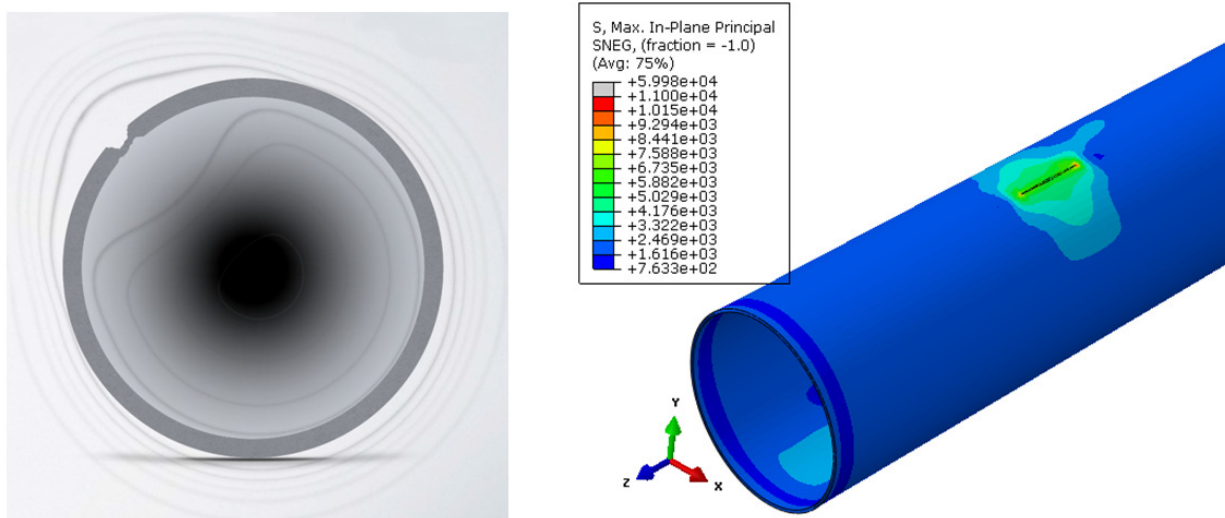 S, Max. In-Plane Principal
SNEG, (fraction = -1.0)
(Avg: 75%)
+5.998e+04
+1.100e+04
+1.015e+04
+9.294e+03
+8.441e+03
+7.588e+03
+6.735e+03
+5.882e+03
+5.029e+03
+4.176e+03
+3.322e+03
+2.469e+03
+1.616e+03
+7.633e+02
Y
Z
X